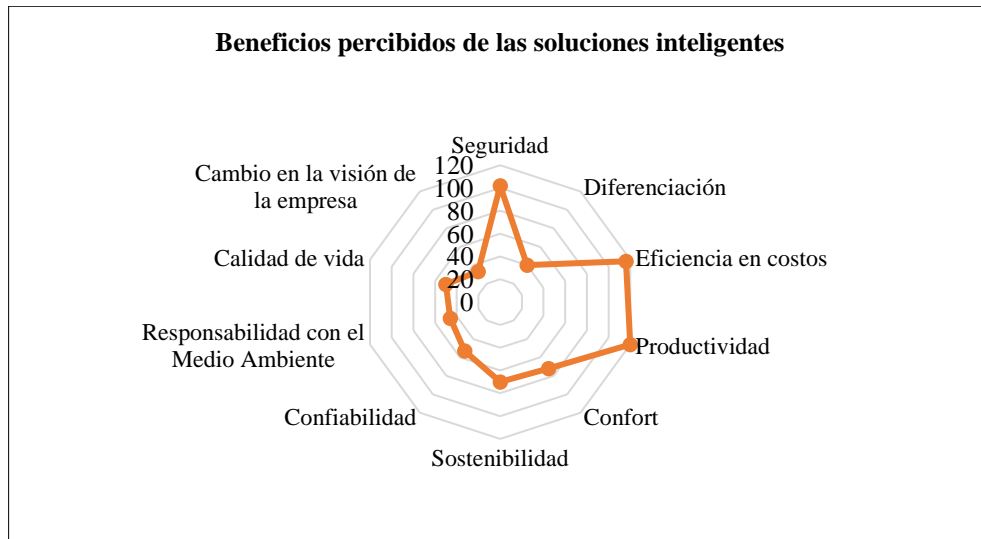 Beneficios percibidos de las soluciones inteligentes
Seguridad
Diferenciación
Eficiencia en costos
Productividad
Confort
Sostenibilidad
Confiabilidad
Responsabilidad con el
Medio Ambiente
Calidad de vida
Cambio en la visión de
la empresa
120
100
80
60
40
20
0